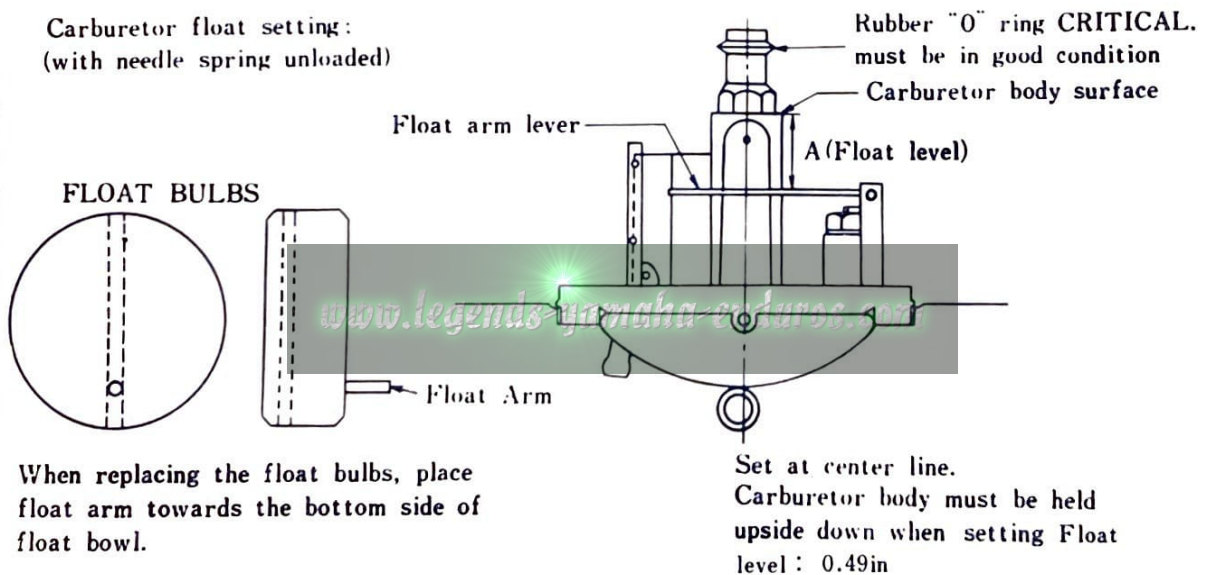 Carburetor float setting:
(with needle spring unloaded)
Rubber "O" ring CRITICAL.
must be in good condition
Carburetor body surface
Float arm lever
A(Float level)
FLOAT BULBS
www.legends-yamaha-enduros.com
Float Arm
When replacing the float bulbs, place
float arm towards the bottom side of
float bowl.
Set at center line.
Carburetor body must be held
upside down when setting Float
level: 0.49in